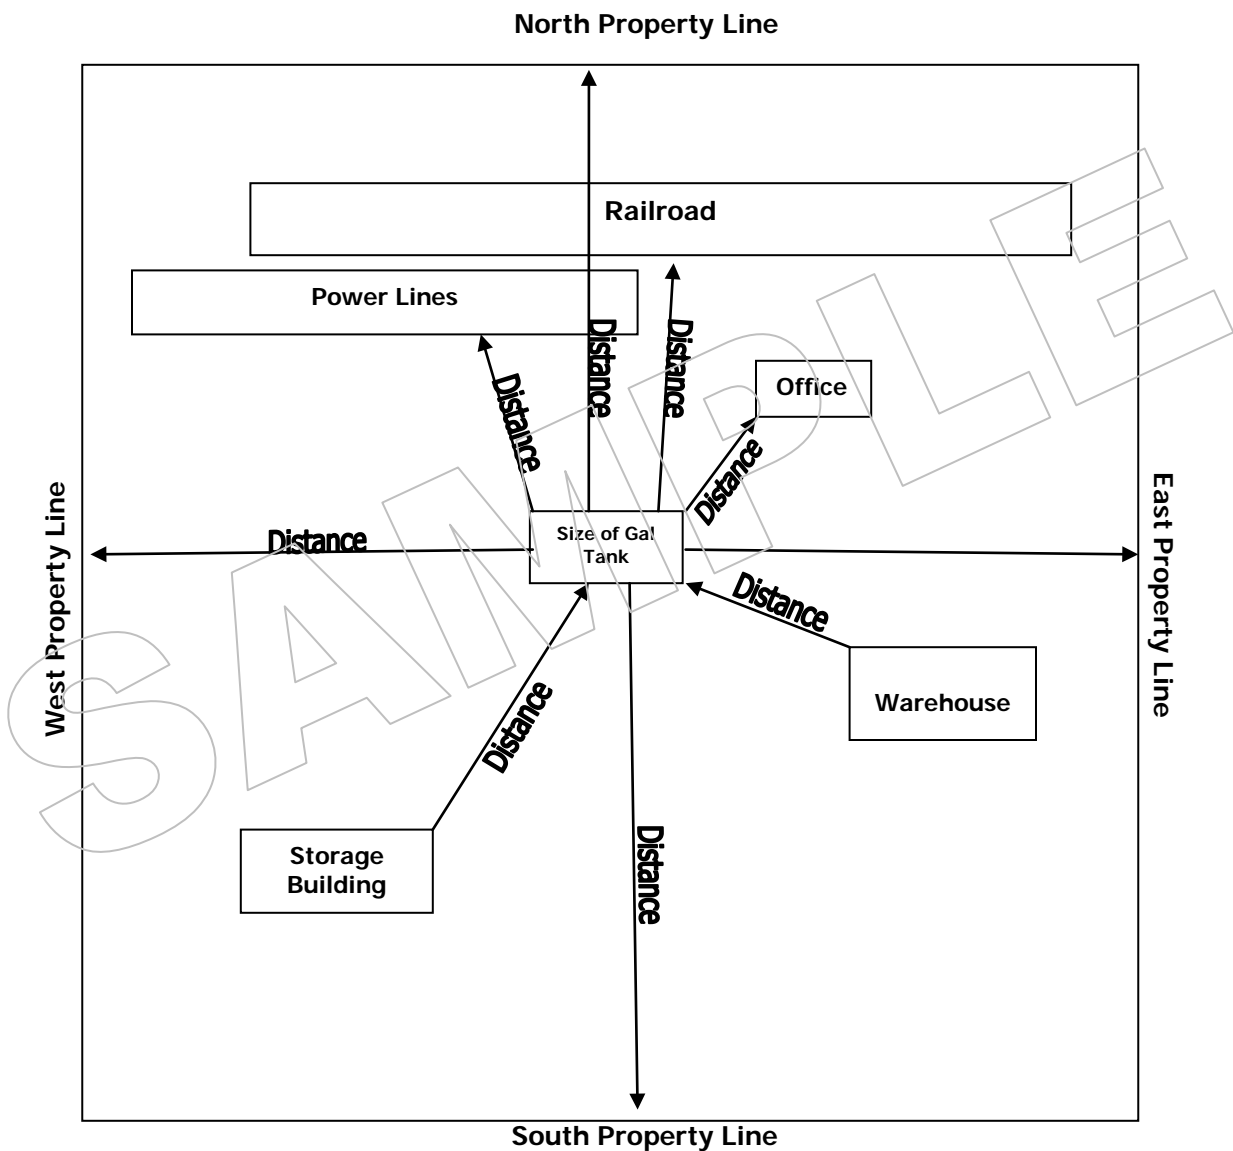 North Property Line
Railroad
Power Lines
Distance
Distance
Distance
Office
Distance
West Property Line
Distance
Size of Gal
Tank
East Property Line
Distance
Warehouse
Distance
Storage
Building
Distance
South Property Line
SAMPLE